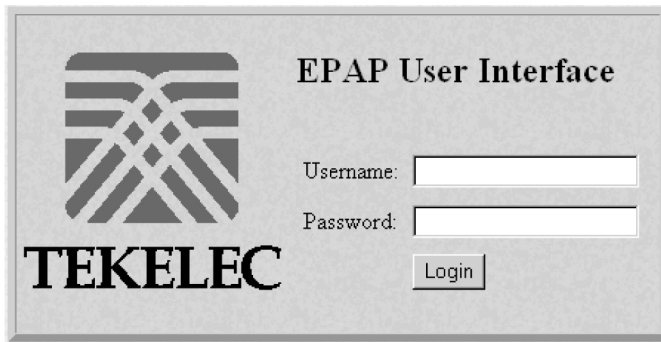 EPAP User Interface
Username:
Password:
Login
TEKELEC